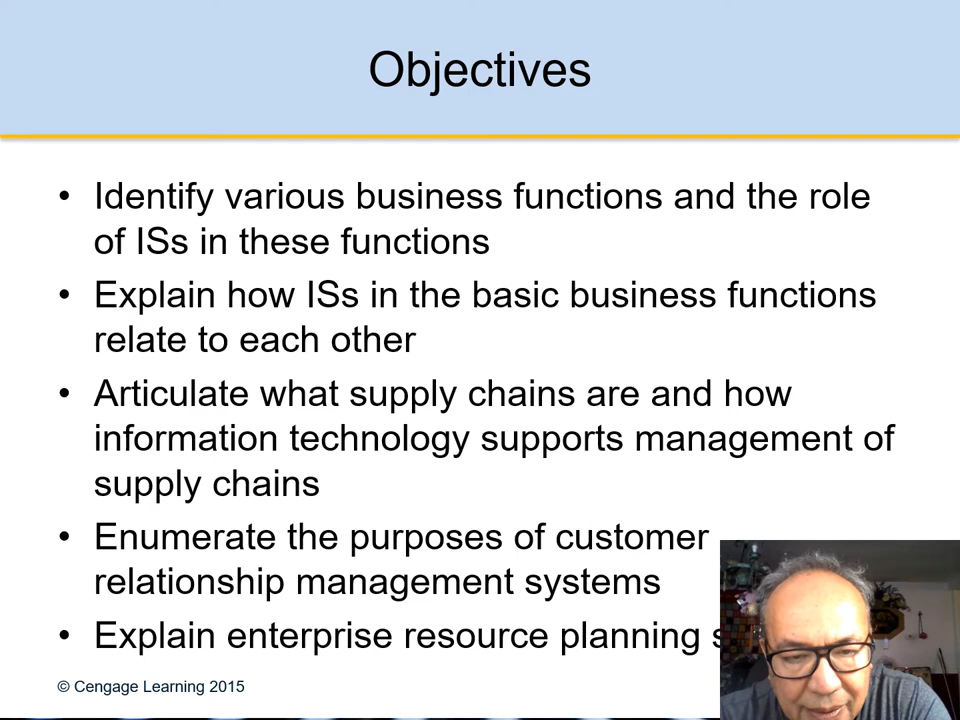 Objectives
• Identify various business functions and the role
of ISs in these functions
• Explain how ISs in the basic business functions
relate to each other
• Articulate what supply chains are and how
information technology supports management of
supply chains
• Enumerate the purposes of customer
relationship management systems
• Explain enterprise resource planning
© Cengage Learning 2015